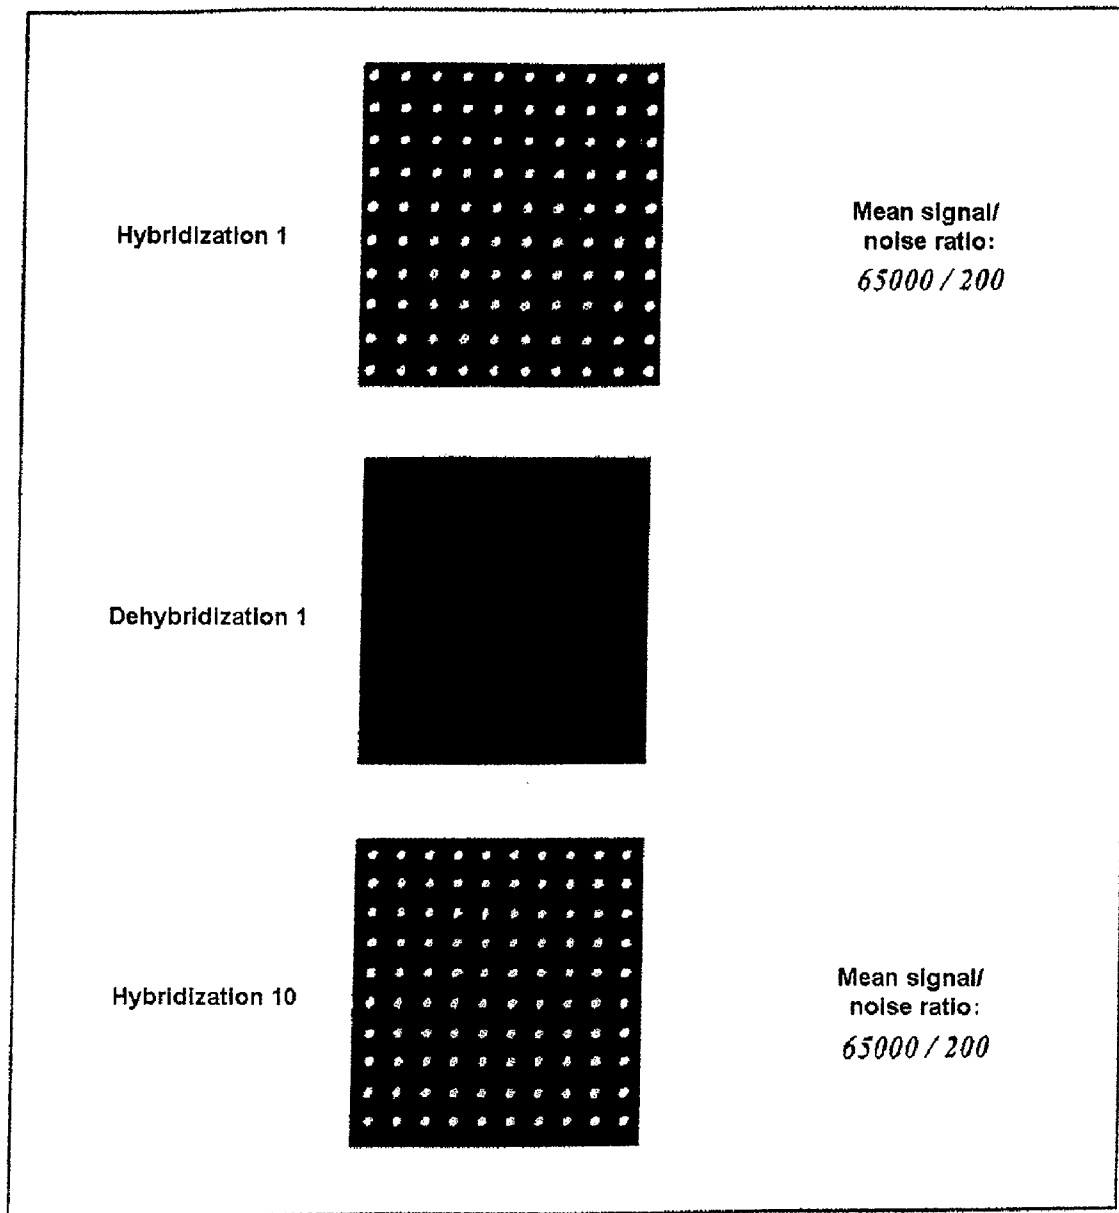 Hybridization 1
Mean signal/
noise ratio:
65000 / 200
Dehybridization 1
Hybridization 10
Mean signal/
noise ratio:
65000 / 200